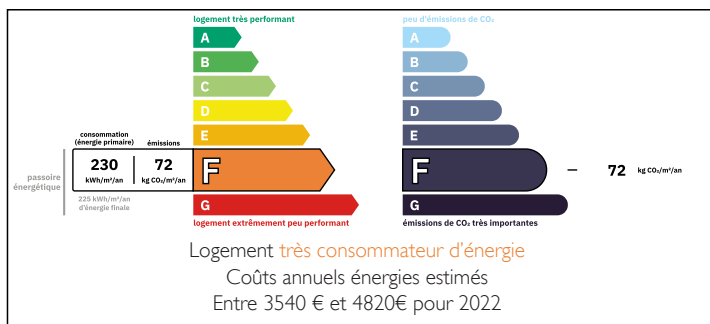 logement très performant
A
B
C
D
E
consommation
(énergie primaire)
émissions
230
kWh/m²/an
72
kg CO₂/m²/an
F
passoire
énergétique
225 kWh/m²/an
d'énergie finale
G
logement extrêmement peu performant
peu d'émissions de CO₂
A
B
C
D
E
F
72 kg CO₂/m²/an
G
émissions de CO₂ très importantes
Logement très consommateur d'énergie
Coûts annuels énergies estimés
Entre 3540 € et 4820€ pour 2022